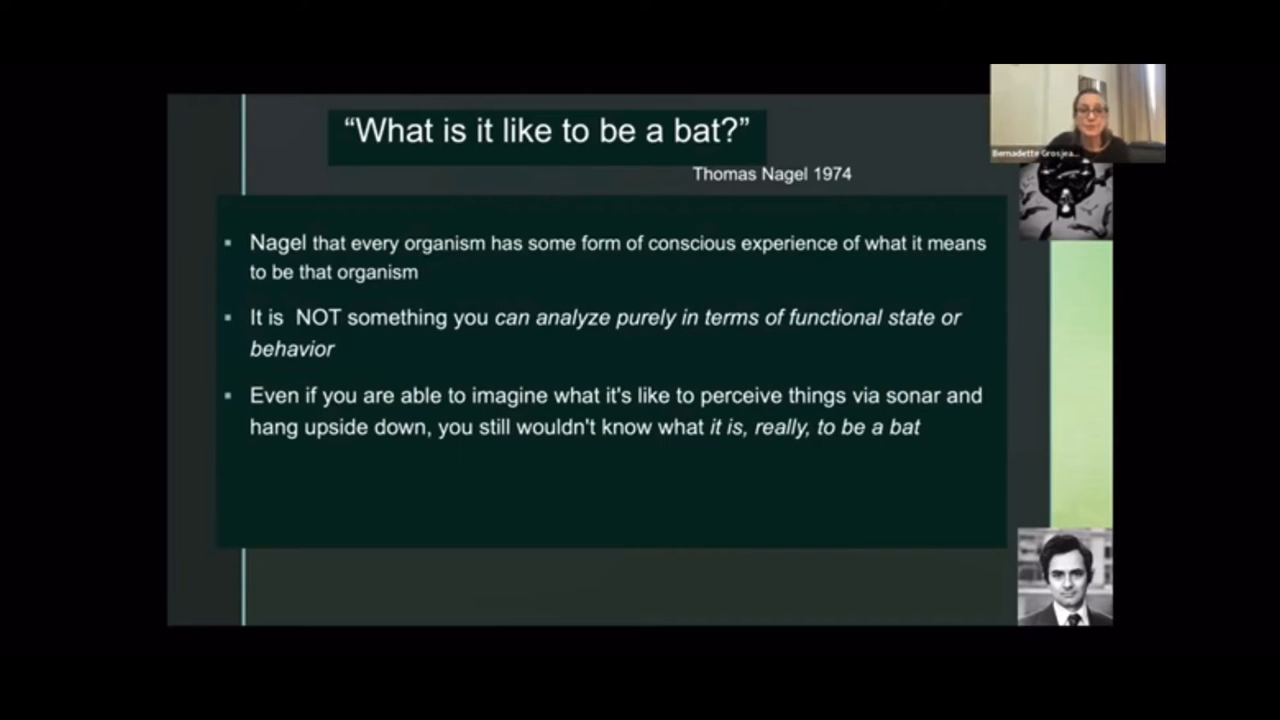 “What is it like to be a bat?”
Thomas Nagel 1974
Bernadette Grosjea...
▪ Nagel that every organism has some form of conscious experience of what it means
to be that organism
▪ It is NOT something you can analyze purely in terms of functional state or
behavior
▪ Even if you are able to imagine what it's like to perceive things via sonar and
hang upside down, you still wouldn't know what it is, really, to be a bat